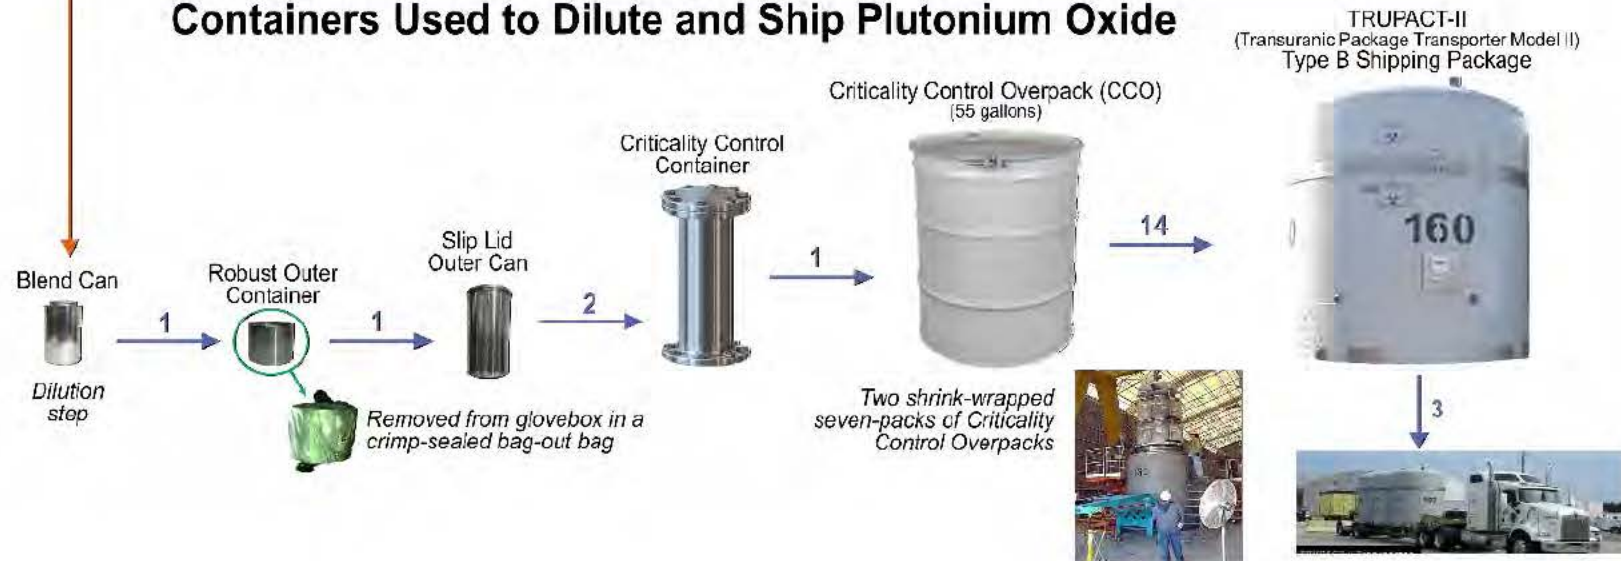 Containers Used to Dilute and Ship Plutonium Oxide
TRUPACT-II
(Transuranic Package Transporter Model II)
Type B Shipping Package
Criticality Control Overpack (CCO)
(55 gallons)
Criticality Control
Container
Slip Lid
Outer Can
Robust Outer
Container
Blend Can
1
1
2
1
14
160
3
Dilution
step
Removed from glovebox in a
crimp-sealed bag-out bag
Two shrink-wrapped
seven-packs of Criticality
Control Overpacks